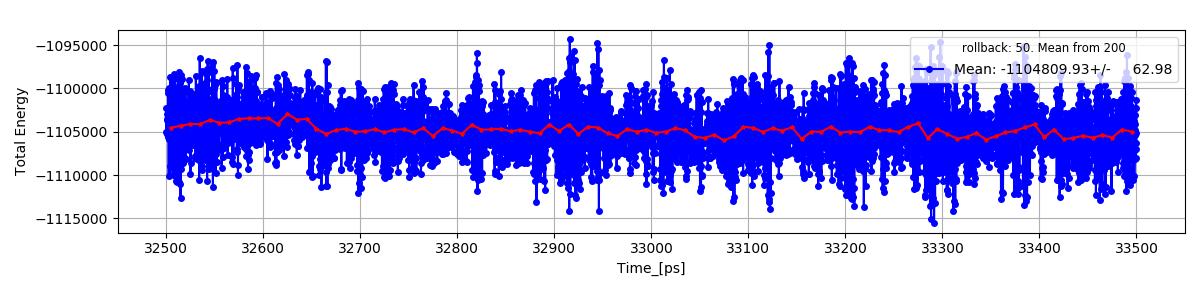 rollback: 50. Mean from 200
Mean: -1104809.93+/- 62.98
Total Energy
−1095000
−1100000
−1105000
−1110000
−1115000
32500 32600 32700 32800 32900 33000 33100 33200 33300 33400 33500
Time_[ps]